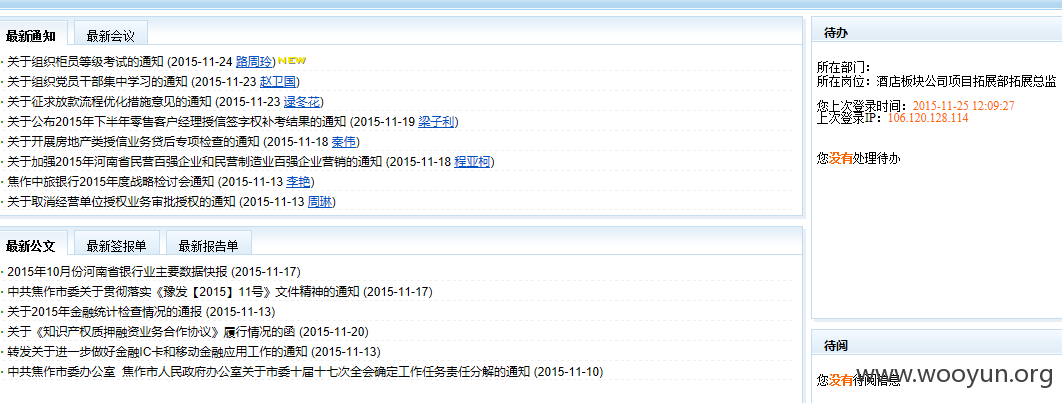 最新通知 最新会议
关于组织柜员等级考试的通知 (2015-11-24 路周玲) NEW
关于组织党员干部集中学习的通知 (2015-11-23 赵卫国)
关于征求放款流程优化措施意见的通知 (2015-11-23 逯冬花)
关于公布2015年下半年零售客户经理授信签字权补考结果的通知 (2015-11-19 梁子利)
关于开展房地产类授信业务贷后专项检查的通知 (2015-11-18 秦伟)
关于加强2015年河南省民营百强企业和民营制造业百强企业营销的通知 (2015-11-18 程亚柯)
焦作中旅银行2015年度战略检讨会通知 (2015-11-13 李艳)
关于取消经营单位授权业务审批授权的通知 (2015-11-13 周琳)
最新公文 最新签报单 最新报告单
2015年10月份河南省银行业主要数据快报 (2015-11-17)
中共焦作市委关于贯彻落实《豫发【2015】11号》文件精神的通知 (2015-11-17)
关于2015年金融统计检查情况的通报 (2015-11-13)
关于《知识产权质押融资业务合作协议》履行情况的函 (2015-11-20)
转发关于进一步做好金融IC卡和移动金融应用工作的通知 (2015-11-13)
中共焦作市委办公室 焦作市人民政府办公室关于市委十届十七次全会确定工作任务责任分解的通知 (2015-11-10)
待办
所在部门：
所在岗位：酒店板块公司项目拓展部拓展总监
您上次登录时间：2015-11-25 12:09:27
上次登录IP：106.120.128.114
您没有处理待办
待阅
您没有待阅信息
www.wooyun.org